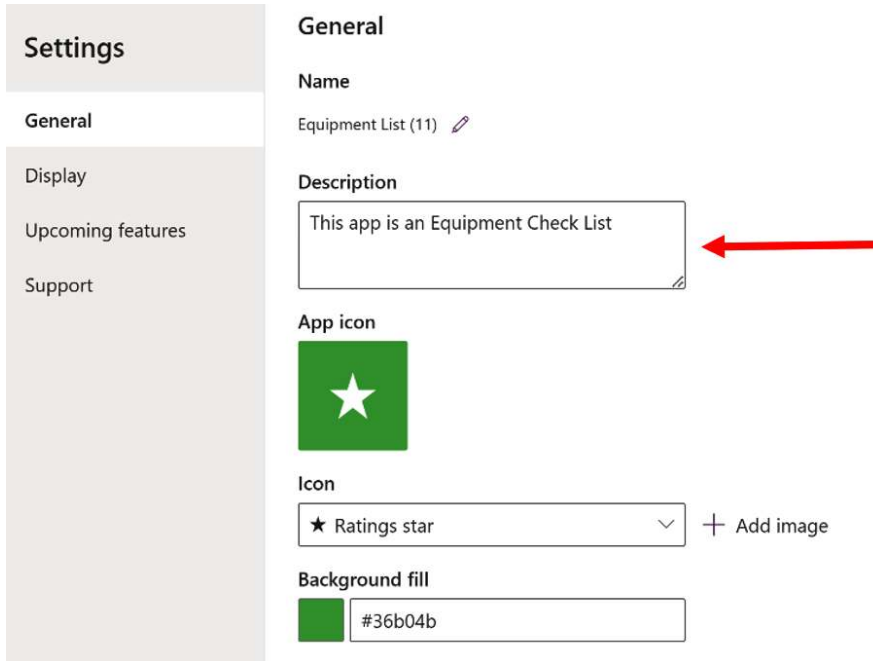 Settings
General
Display
Upcoming features
Support
General
Name
Equipment List (11)
Description
This app is an Equipment Check List
App icon
Icon
Ratings star
Add image
Background fill
#36b04b